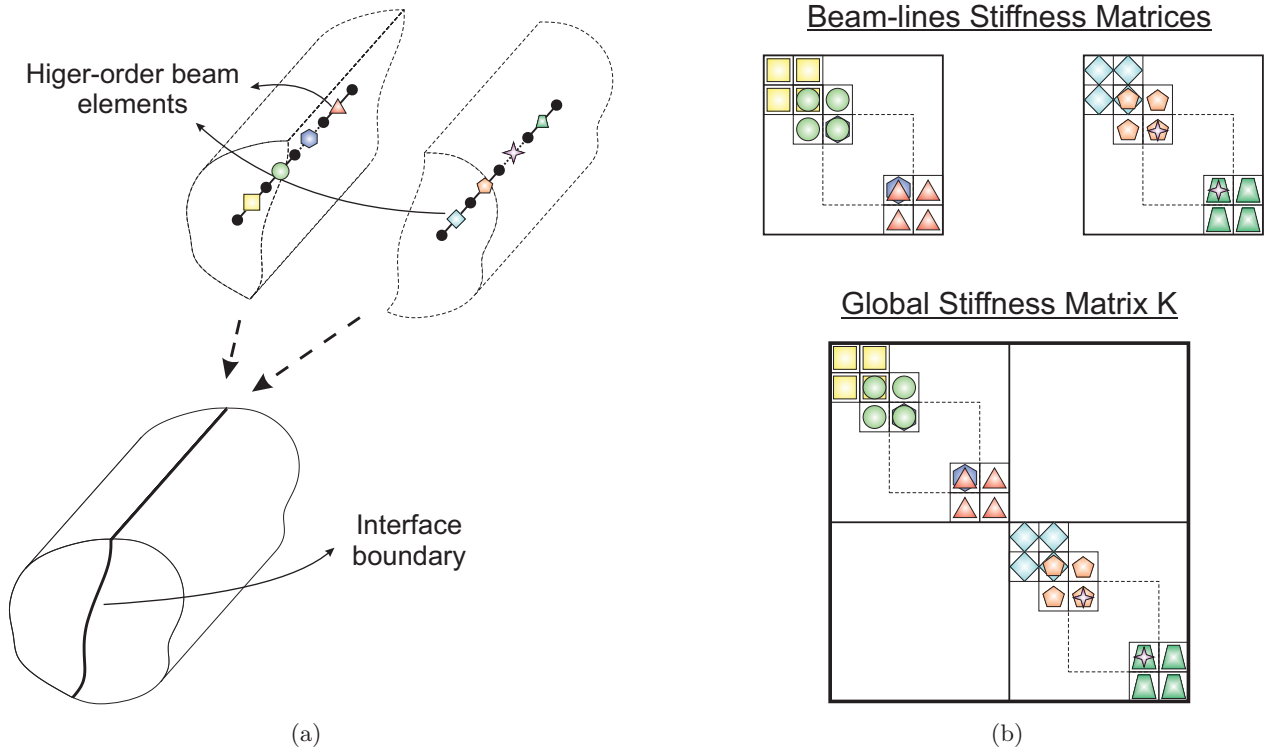 Higer-order beam
elements
Interface
boundary
(a)
Beam-lines Stiffness Matrices
Global Stiffness Matrix K
(b)